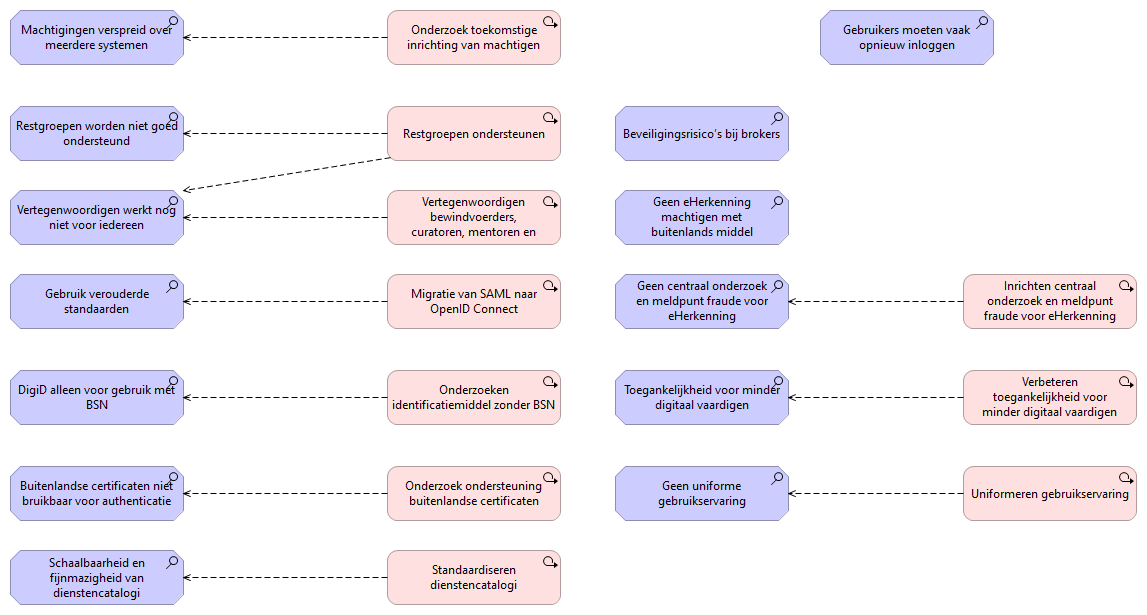 Machtigingen verspreid over
meerdere systemen
Onderzoek toekomstige
inrichting van machtigen
Gebruikers moeten vaak
opnieuw inloggen
Restgroepen worden niet goed
ondersteund
Restgroepen ondersteunen
Beveiligingsrisico's bij brokers
Vertegenwoordigen werkt nog
niet voor iedereen
Vertegenwoordigen
bewindvoerders,
curatoren, mentoren en
Geen eHerkenning
machtigen met
buitenlands middel
Gebruik verouderde
standaarden
Migratie van SAML naar
OpenID Connect
Geen centraal onderzoek
en meldpunt fraude voor
eHerkenning
Inrichten centraal
onderzoek en meldpunt
fraude voor eHerkenning
DigiD alleen voor gebruik met
BSN
Onderzoeken
identificatiemiddel zonder BSN
Toegankelijkheid voor minder
digitaal vaardigen
Verbeteren
toegankelijkheid voor
minder digitaal vaardigen
Buitenlandse certificaten niet
bruikbaar voor authenticatie
Onderzoek ondersteuning
buitenlandse certificaten
Geen uniforme
gebruikservaring
Uniformeren gebruikservaring
Schaalbaarheid en
fijnmazigheid van
dienstencatalogi
Standaardiseren
dienstencatalogi